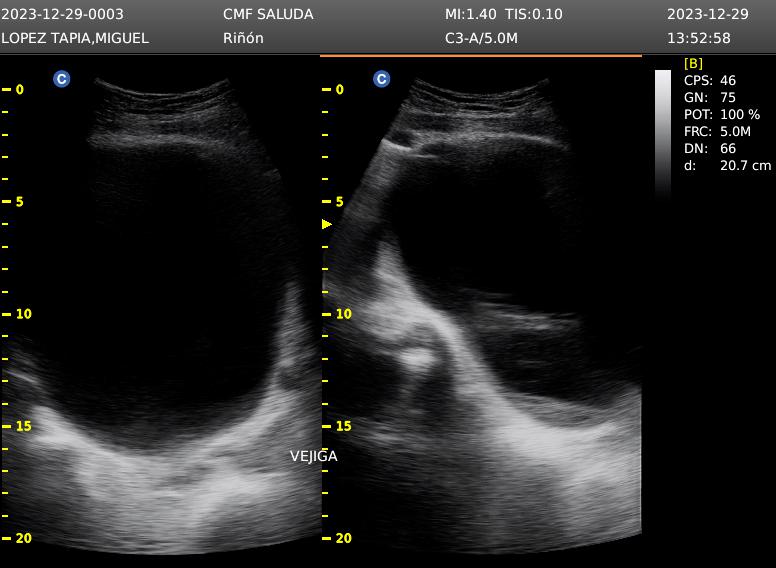 2023-12-29-0003 CMF SALUDA MI:1.40 TIS:0.10 2023-12-29
LOPEZ TAPIA,MIGUEL Riñón C3-A/5.0M 13:52:58
C C
[B]
CPS: 46
GN: 75
POT: 100 %
FRC: 5.0M
DN: 66
d: 20.7 cm
0 0
5 5
10 10
15 15
VEJIGA
20 20